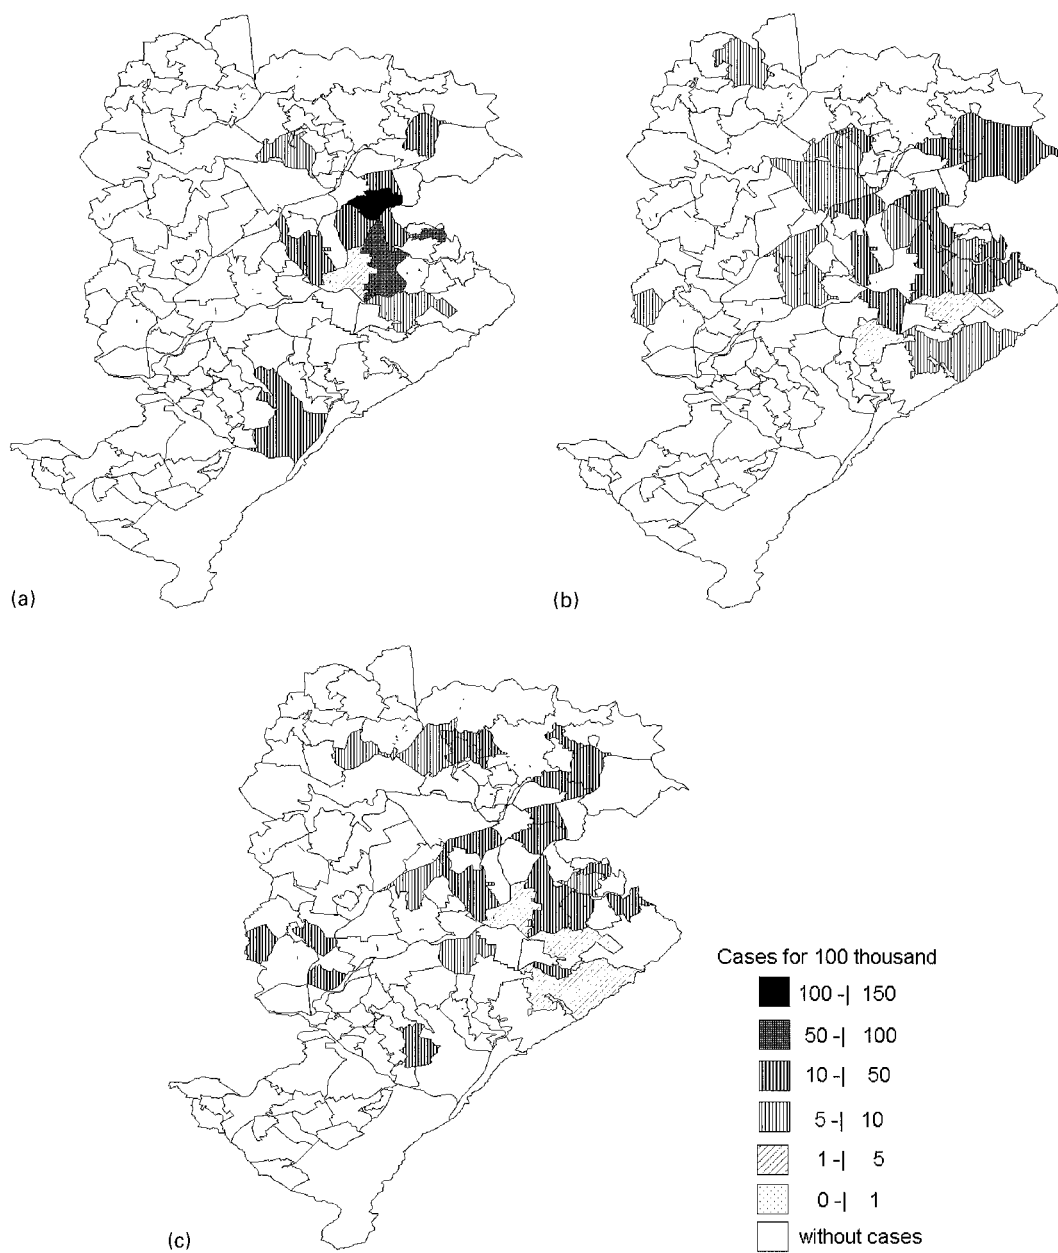 (a)
(b)
Cases for 100 thousand
100 -| 150
50 -| 100
10 -| 50
5 -| 10
1 -| 5
0 -| 1
without cases
(c)